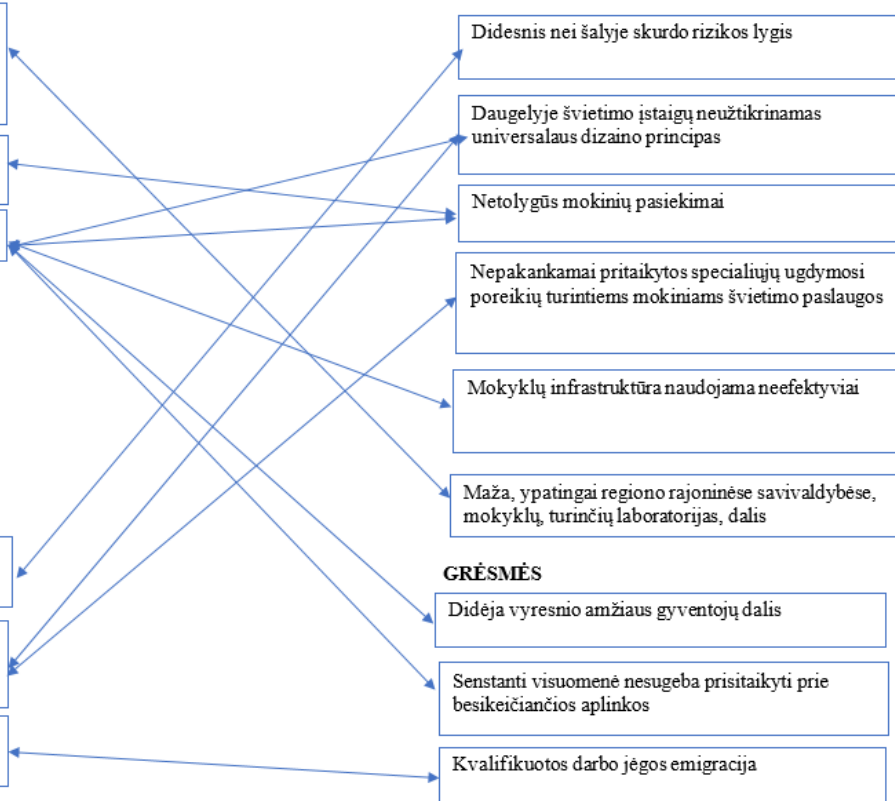 Didesnis nei šalyje skurdo rizikos lygis
Daugelyje švietimo įstaigų neužtikrinamas
universalaus dizaino principas
Netolygūs mokinių pasiekimai
Nepakankamai pritaikytos specialiųjų ugdymosi
poreikių turintiems mokiniams švietimo paslaugos
Mokyklų infrastruktūra naudojama neefektyviai
Maža, ypatingai regiono rajoninėse savivaldybėse,
mokyklų, turinčių laboratorijas, dalis
GRĖSMĖS
Didėja vyresnio amžiaus gyventojų dalis
Senstanti visuomenė nesugeba prisitaikyti prie
besikeičiančios aplinkos
Kvalifikuotos darbo jėgos emigracija